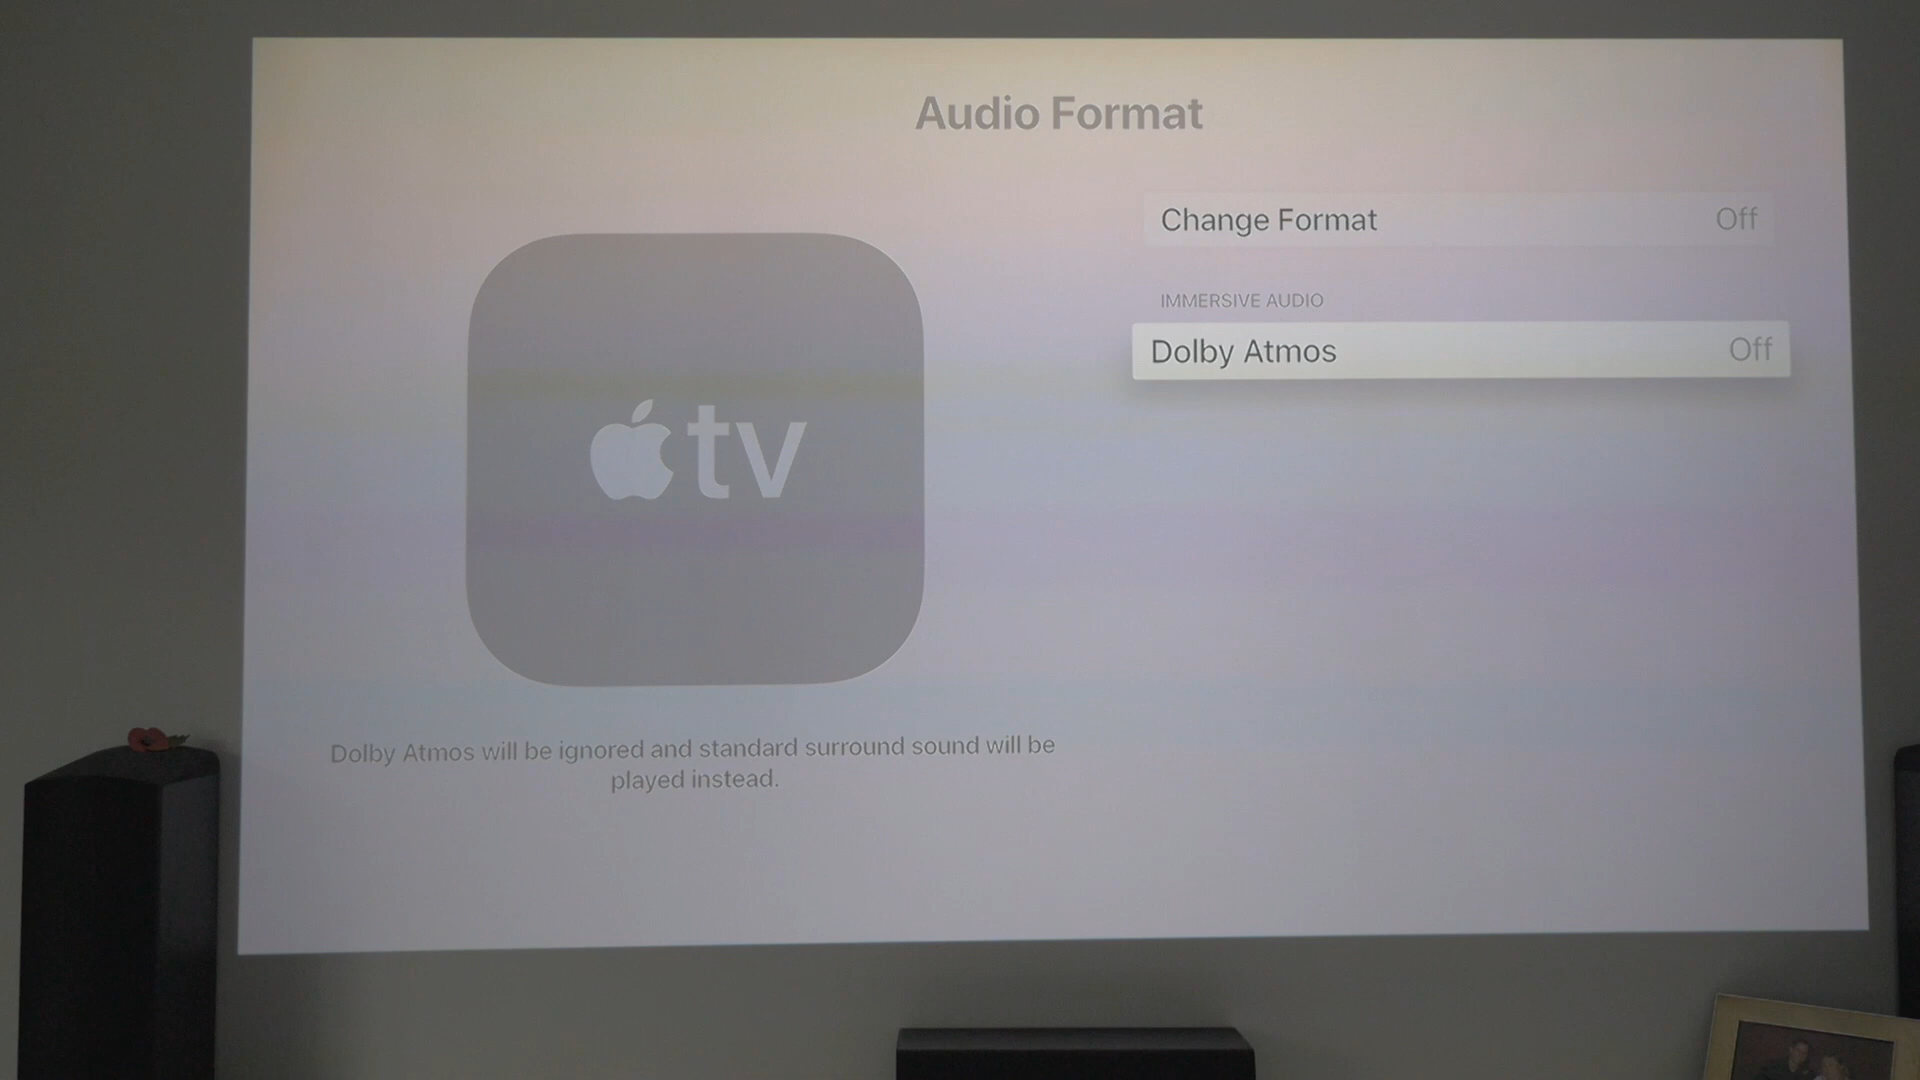 Audio Format
Change Format Off
IMMERSIVE AUDIO
Dolby Atmos Off
tv
Dolby Atmos will be ignored and standard surround sound will be
played instead.